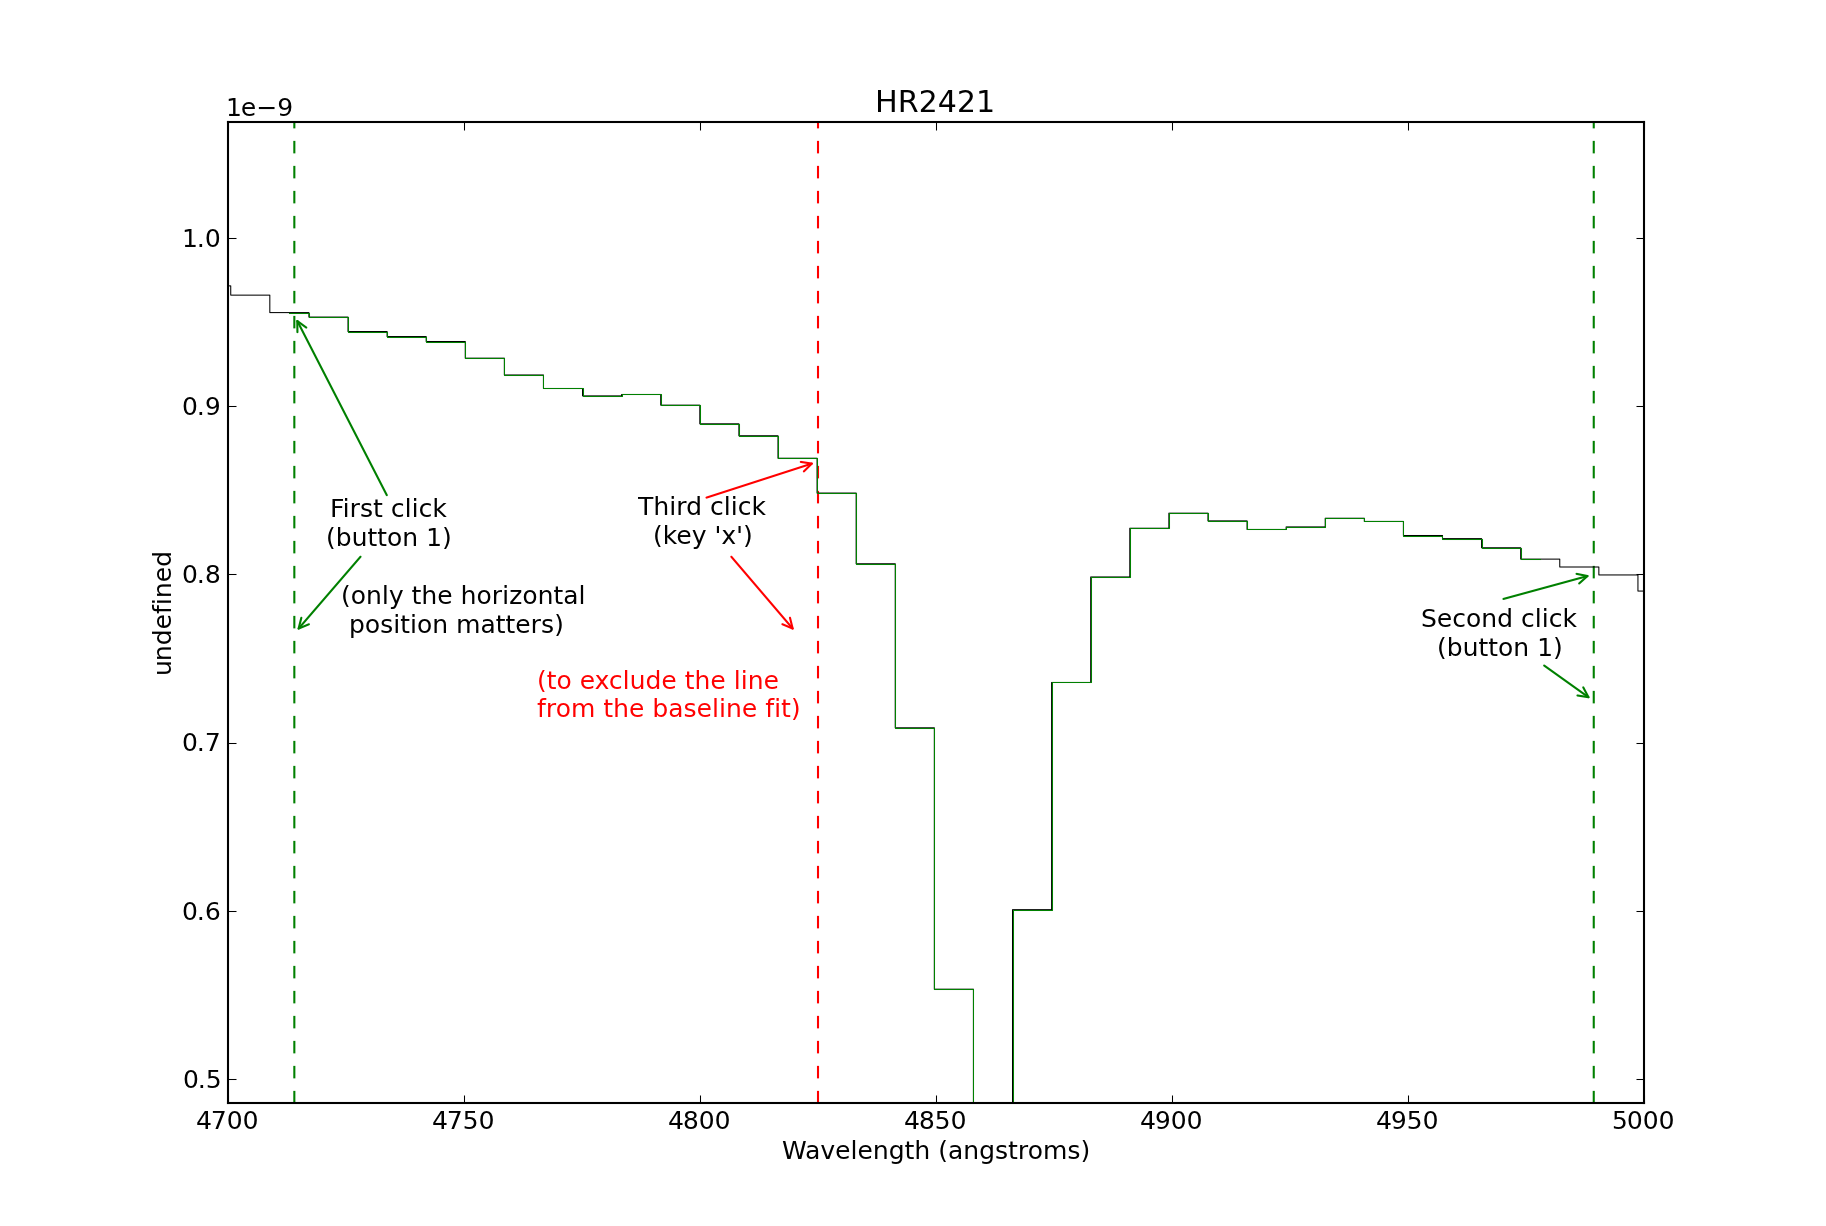 HR2421
1e−9
1.0
0.9
0.8
0.7
0.6
0.5
undefined
First click
(button 1)
(only the horizontal
position matters)
Third click
(key 'x')
(to exclude the line
from the baseline fit)
Second click
(button 1)
4700 4750 4800 4850 4900 4950 5000
Wavelength (angstroms)